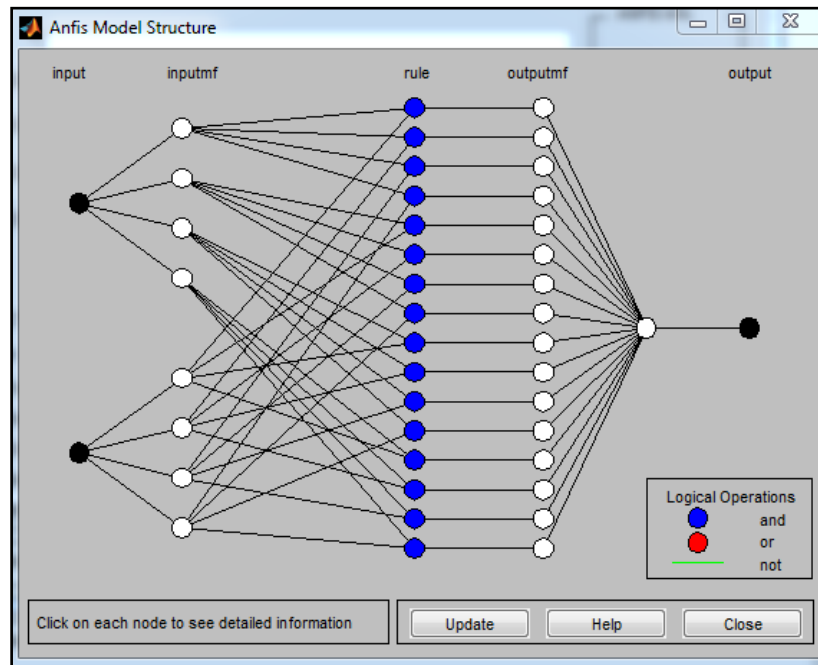 Anfis Model Structure
input inputmf rule outputmf output
Logical Operations
and
or
not
Click on each node to see detailed information
Update Help Close